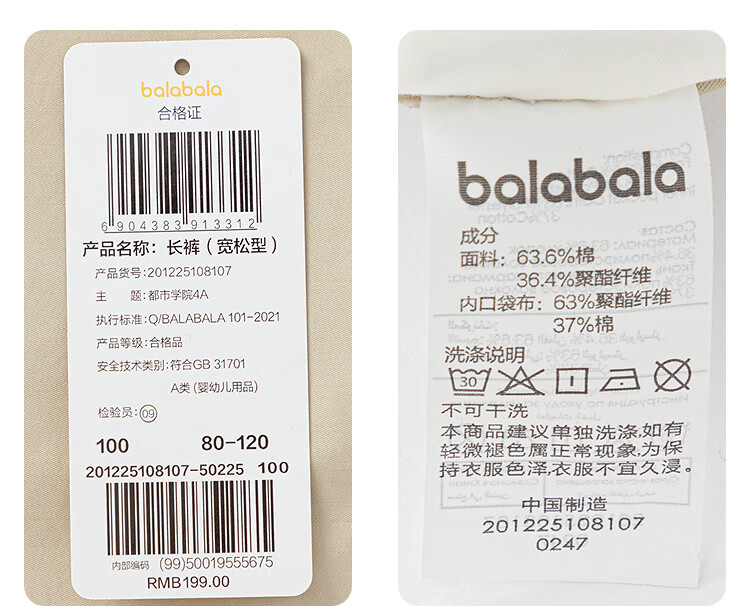 balabala
合格证
6 904383 913312
产品名称: 长裤 (宽松型)
产品货号:201225108107
主 题:都市学院4A
执行标准:Q/BALABALA 101-2021
产品等级:合格品
安全技术类别:符合GB 31701
A类 (婴幼儿用品)
检验员: 09
100 80-120
201225108107-50225 100
内部编码 (99)50019555675
RMB199.00
balabala
成分
面料: 63.6%棉
36.4%聚酯纤维
内口袋布: 63%聚酯纤维
37%棉
洗涤说明
30
不可干洗
本商品建议单独洗涤,如有
轻微褪色属正常现象,为保
持衣服色泽,衣服不宜久浸。
中国制造
201225108107
0247